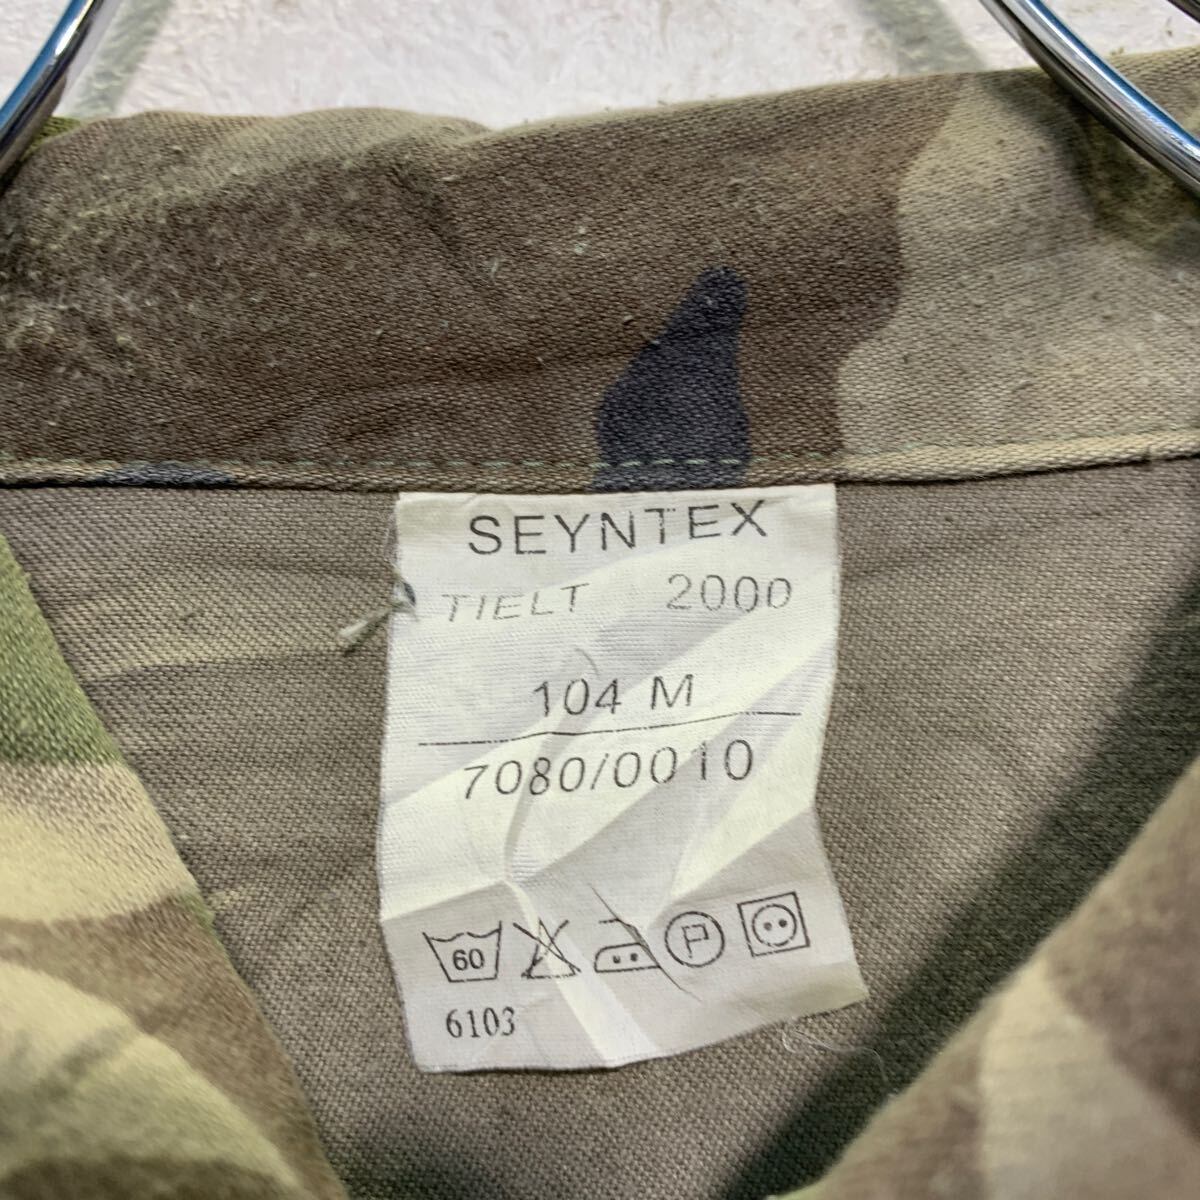 SEYNTEX
TIELT 2000
104 M
7080/0010
60 P
6103